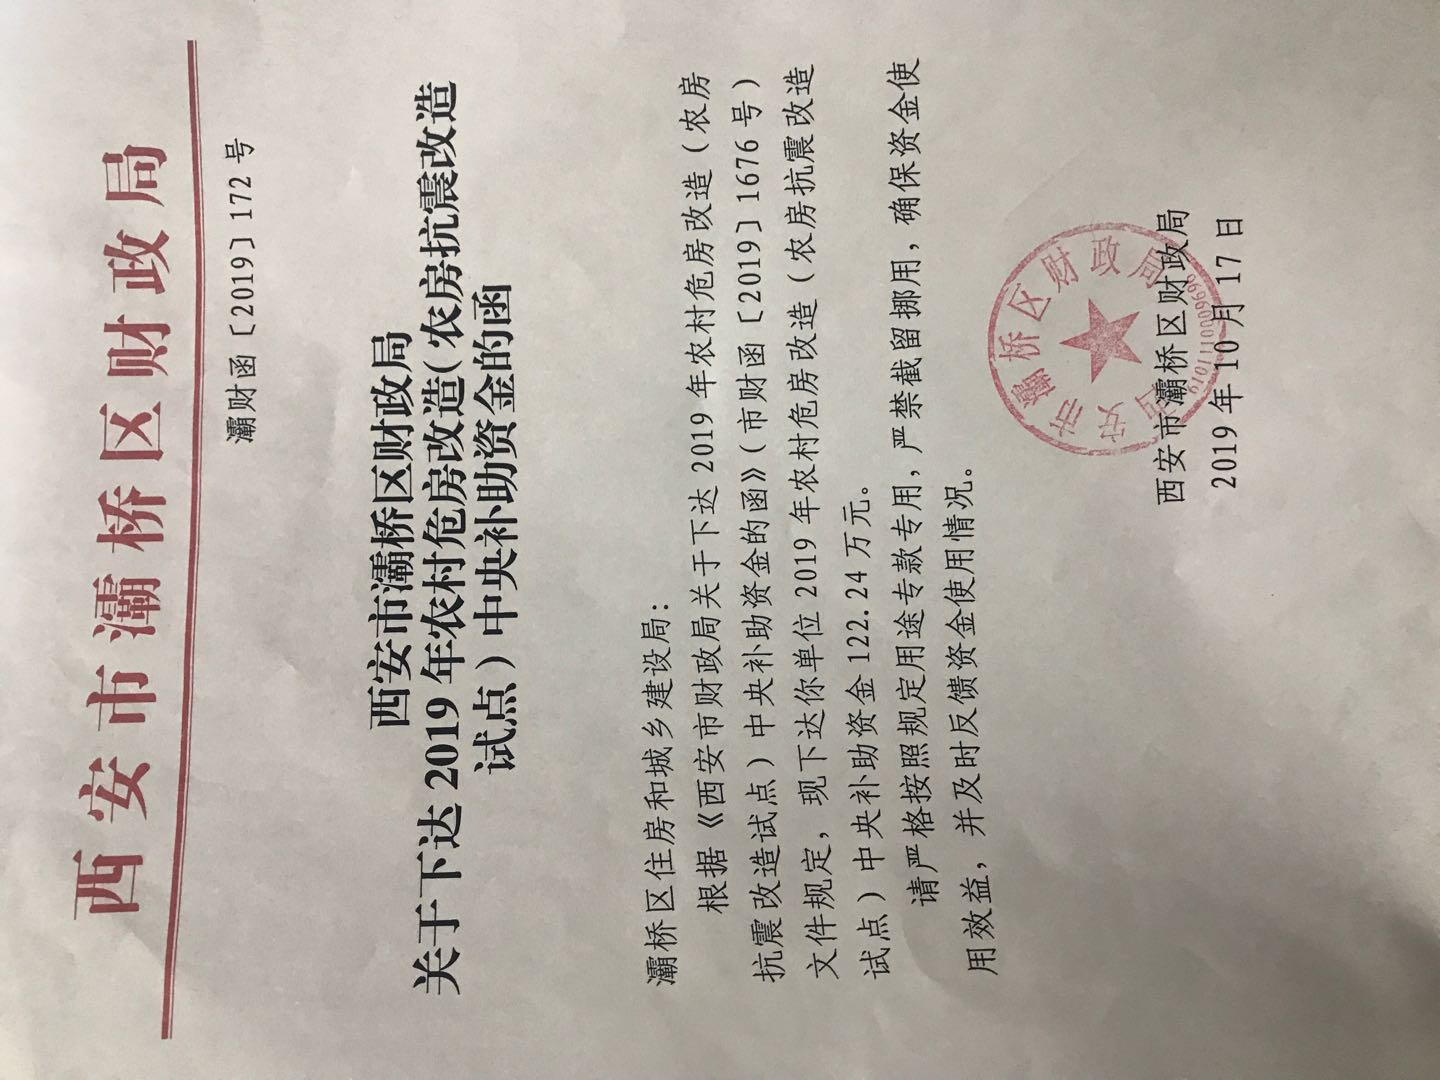 西安市灞桥区财政局
灞财函〔2019〕172号
西安市灞桥区财政局
关于下达2019年农村危房改造(农房抗震改造
试点)中央补助资金的函
灞桥区住房和城乡建设局：
根据《西安市财政局关于下达2019年农村危房改造（农房
抗震改造试点）中央补助资金的函》（市财函〔2019〕1676号）
文件规定，现下达你单位2019年农村危房改造（农房抗震改造
试点）中央补助资金122.24万元。
请严格按照规定用途专款专用，严禁截留挪用，确保资金使
用效益，并及时反馈资金使用情况。
西安市灞桥区财政局
西安市灞桥区财政局
2019年10月17日